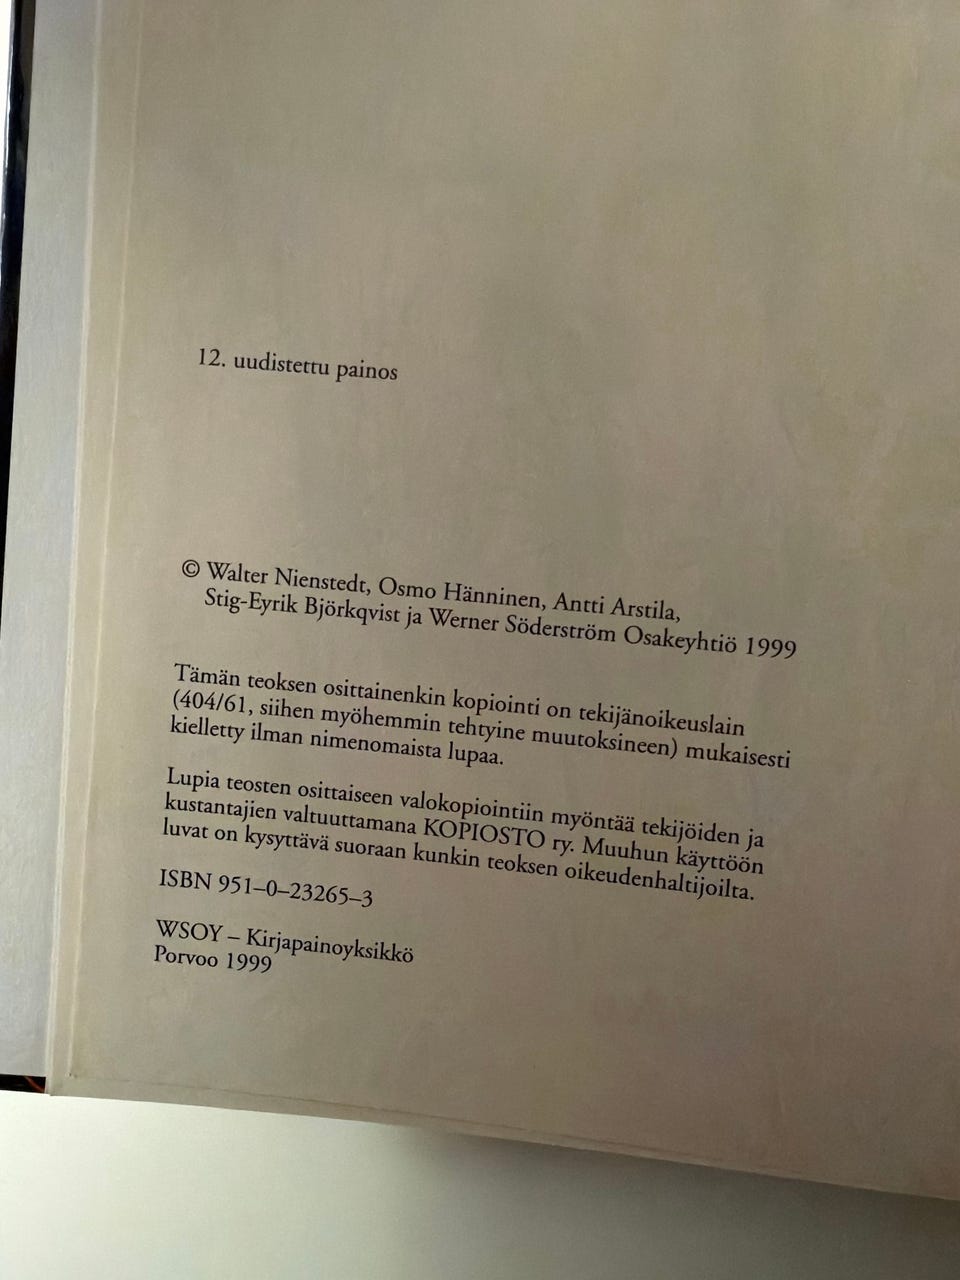 12. uudistettu painos
© Walter Nienstedt, Osmo Hänninen, Antti Arstila,
Stig-Eyrik Björkqvist ja Werner Söderström Osakeyhtiö 1999
Tämän teoksen osittainenkin kopiointi on tekijänoikeuslain
(404/61, siihen myöhemmin tehtyine muutoksineen) mukaisesti
kielletty ilman nimenomaista lupaa.
Lupia teosten osittaiseen valokopiointiin myöntää tekijöiden ja
kustantajien valtuuttamana KOPIOSTO ry. Muuhun käyttöön
luvat on kysyttävä suoraan kunkin teoksen oikeudenhaltijoilta.
ISBN 951–0–23265–3
WSOY – Kirjapainoyksikkö
Porvoo 1999